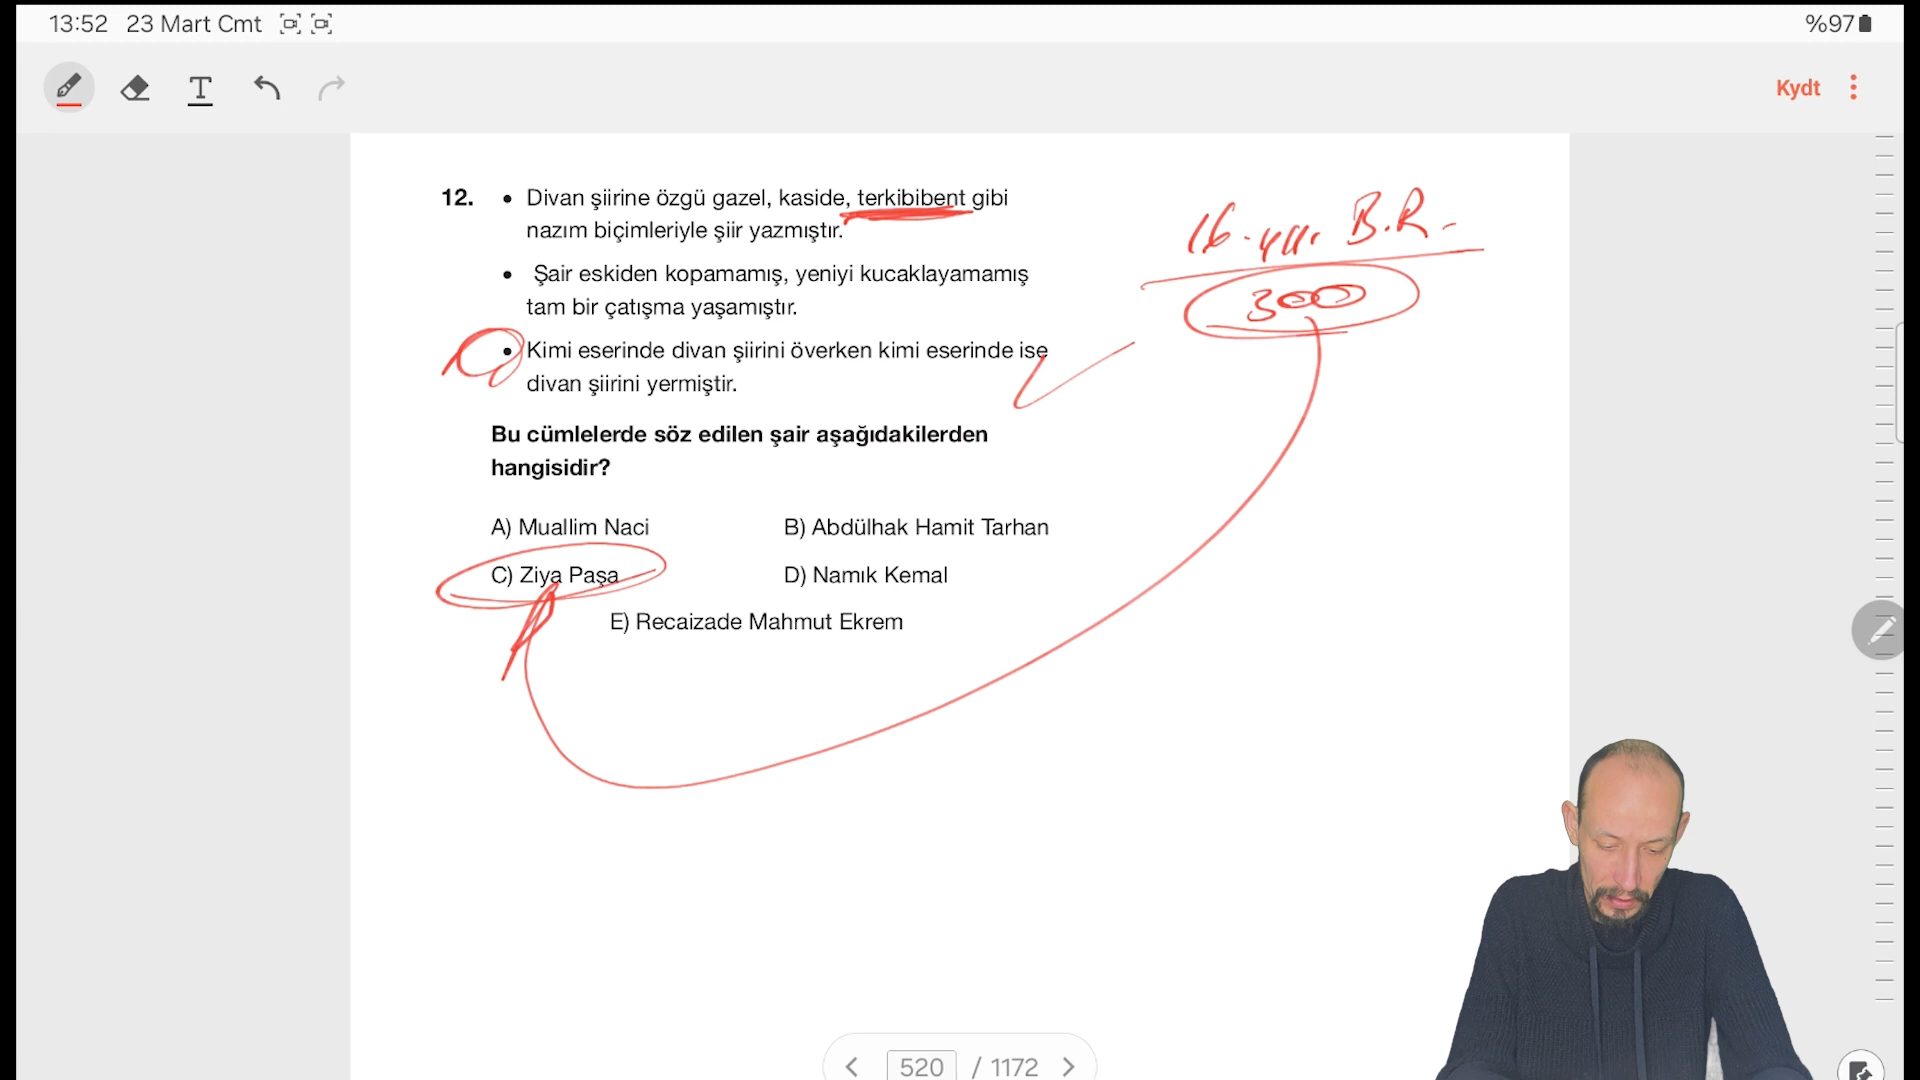 13:52 23 Mart Cmt
%97
T
Kydt
12. • Divan şiirine özgü gazel, kaside, terkibibent gibi
nazım biçimleriyle şiir yazmıştır.
• Şair eskiden kopamamış, yeniyi kucaklayamamış
tam bir çatışma yaşamıştır.
• Kimi eserinde divan şiirini överken kimi eserinde ise
divan şiirini yermiştir.
16. yy. B.R.
300
Bu cümlelerde söz edilen şair aşağıdakilerden
hangisidir?
A) Muallim Naci B) Abdülhak Hamit Tarhan
C) Ziya Paşa D) Namık Kemal
E) Recaizade Mahmut Ekrem
520 / 1172